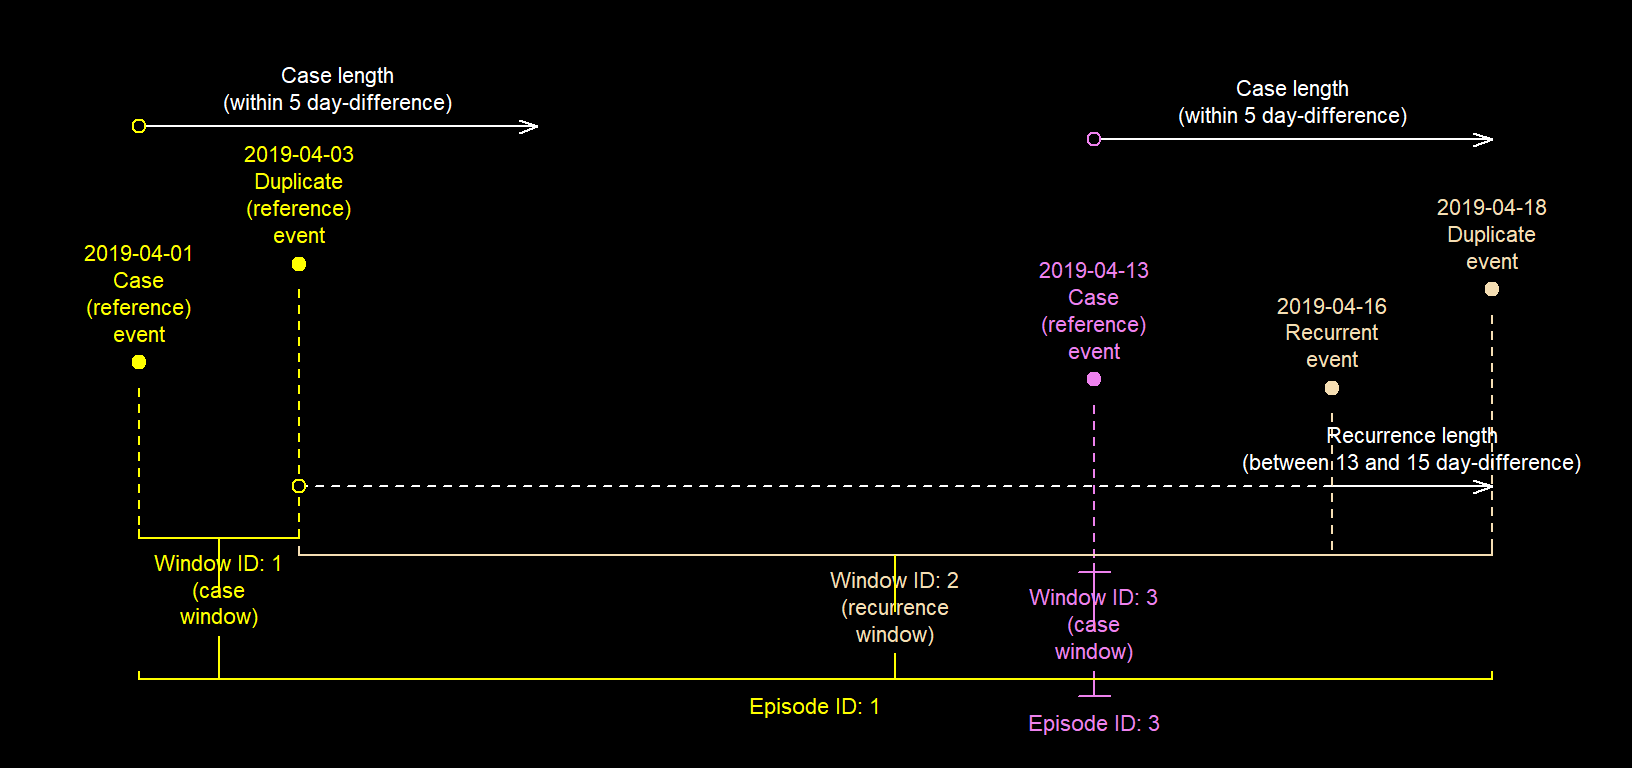 Case length
(within 5 day-difference)
Case length
(within 5 day-difference)
2019-04-03
Duplicate
(reference)
event
2019-04-01
Case
(reference)
event
2019-04-18
Duplicate
event
2019-04-13
Case
(reference)
event
2019-04-16
Recurrent
event
Recurrence length
(between 13 and 15 day-difference)
Window ID: 1
(case
window)
Window ID: 2
(recurrence
window)
Window ID: 3
(case
window)
Episode ID: 1
Episode ID: 3